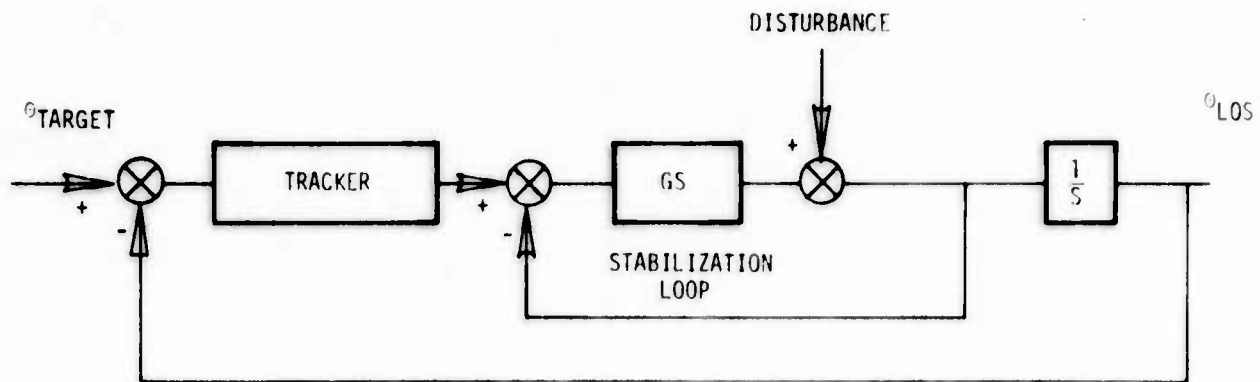 DISTURBANCE
θTARGET
θLOS
+
TRACKER
GS
1
S
+
-
+
-
STABILIZATION
LOOP